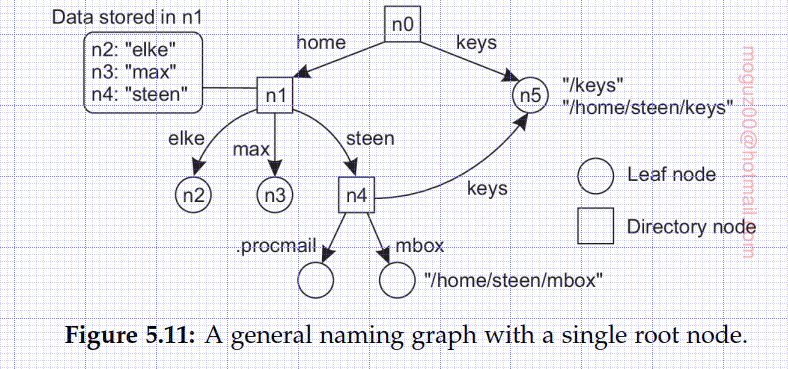 Data stored in n1
n2: "elke"
n3: "max"
n4: "steen"
n0
home
keys
n1
n5
"/keys"
"/home/steen/keys"
elke
max
steen
n2
n3
n4
keys
Leaf node
Directory node
.procmail
mbox
"/home/steen/mbox"
moguz00@hotmail.com
Figure 5.11: A general naming graph with a single root node.